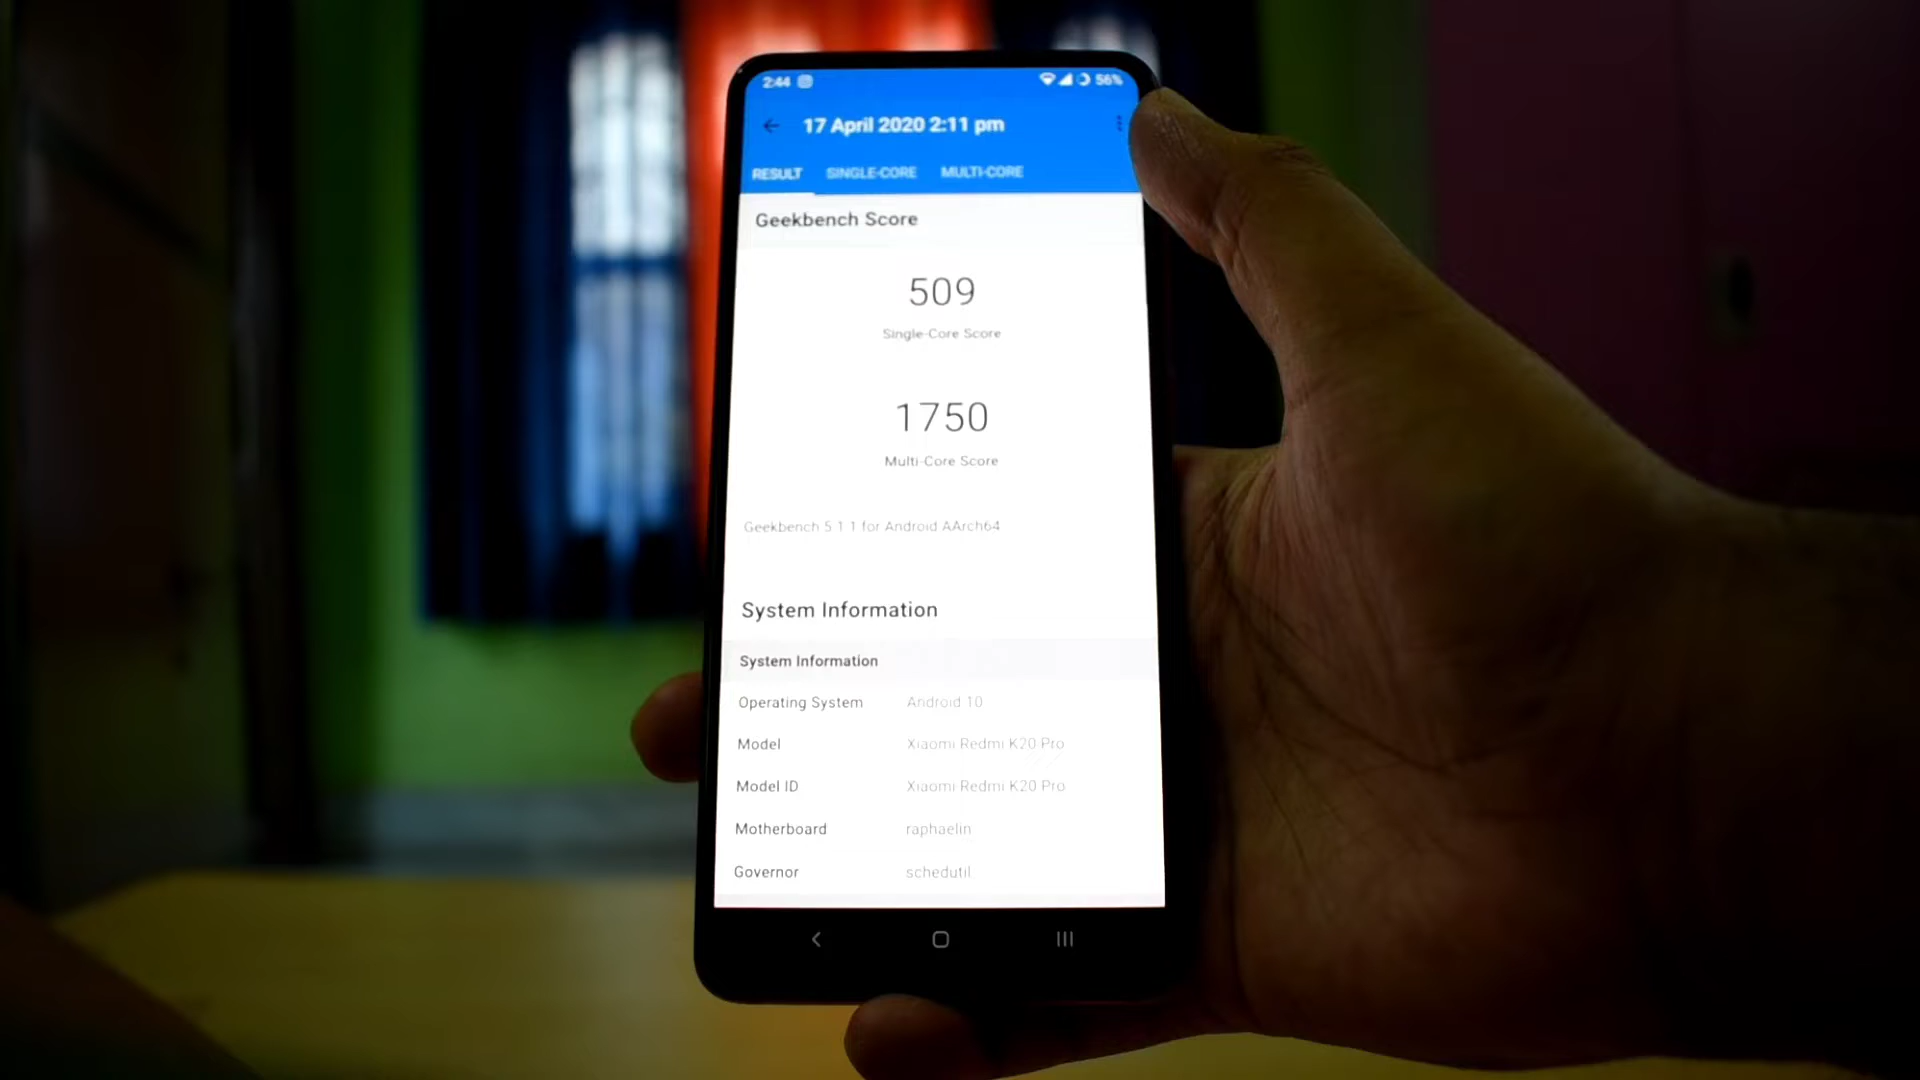 2:44 56%
17 April 2020 2:11 pm
RESULT SINGLE-CORE MULTI-CORE
Geekbench Score
509
Single-Core Score
1750
Multi-Core Score
Geekbench 5.1.1 for Android AArch64
System Information
System Information
Operating System Android 10
Model Xiaomi Redmi K20 Pro
Model ID Xiaomi Redmi K20 Pro
Motherboard raphaelin
Governor schedutil